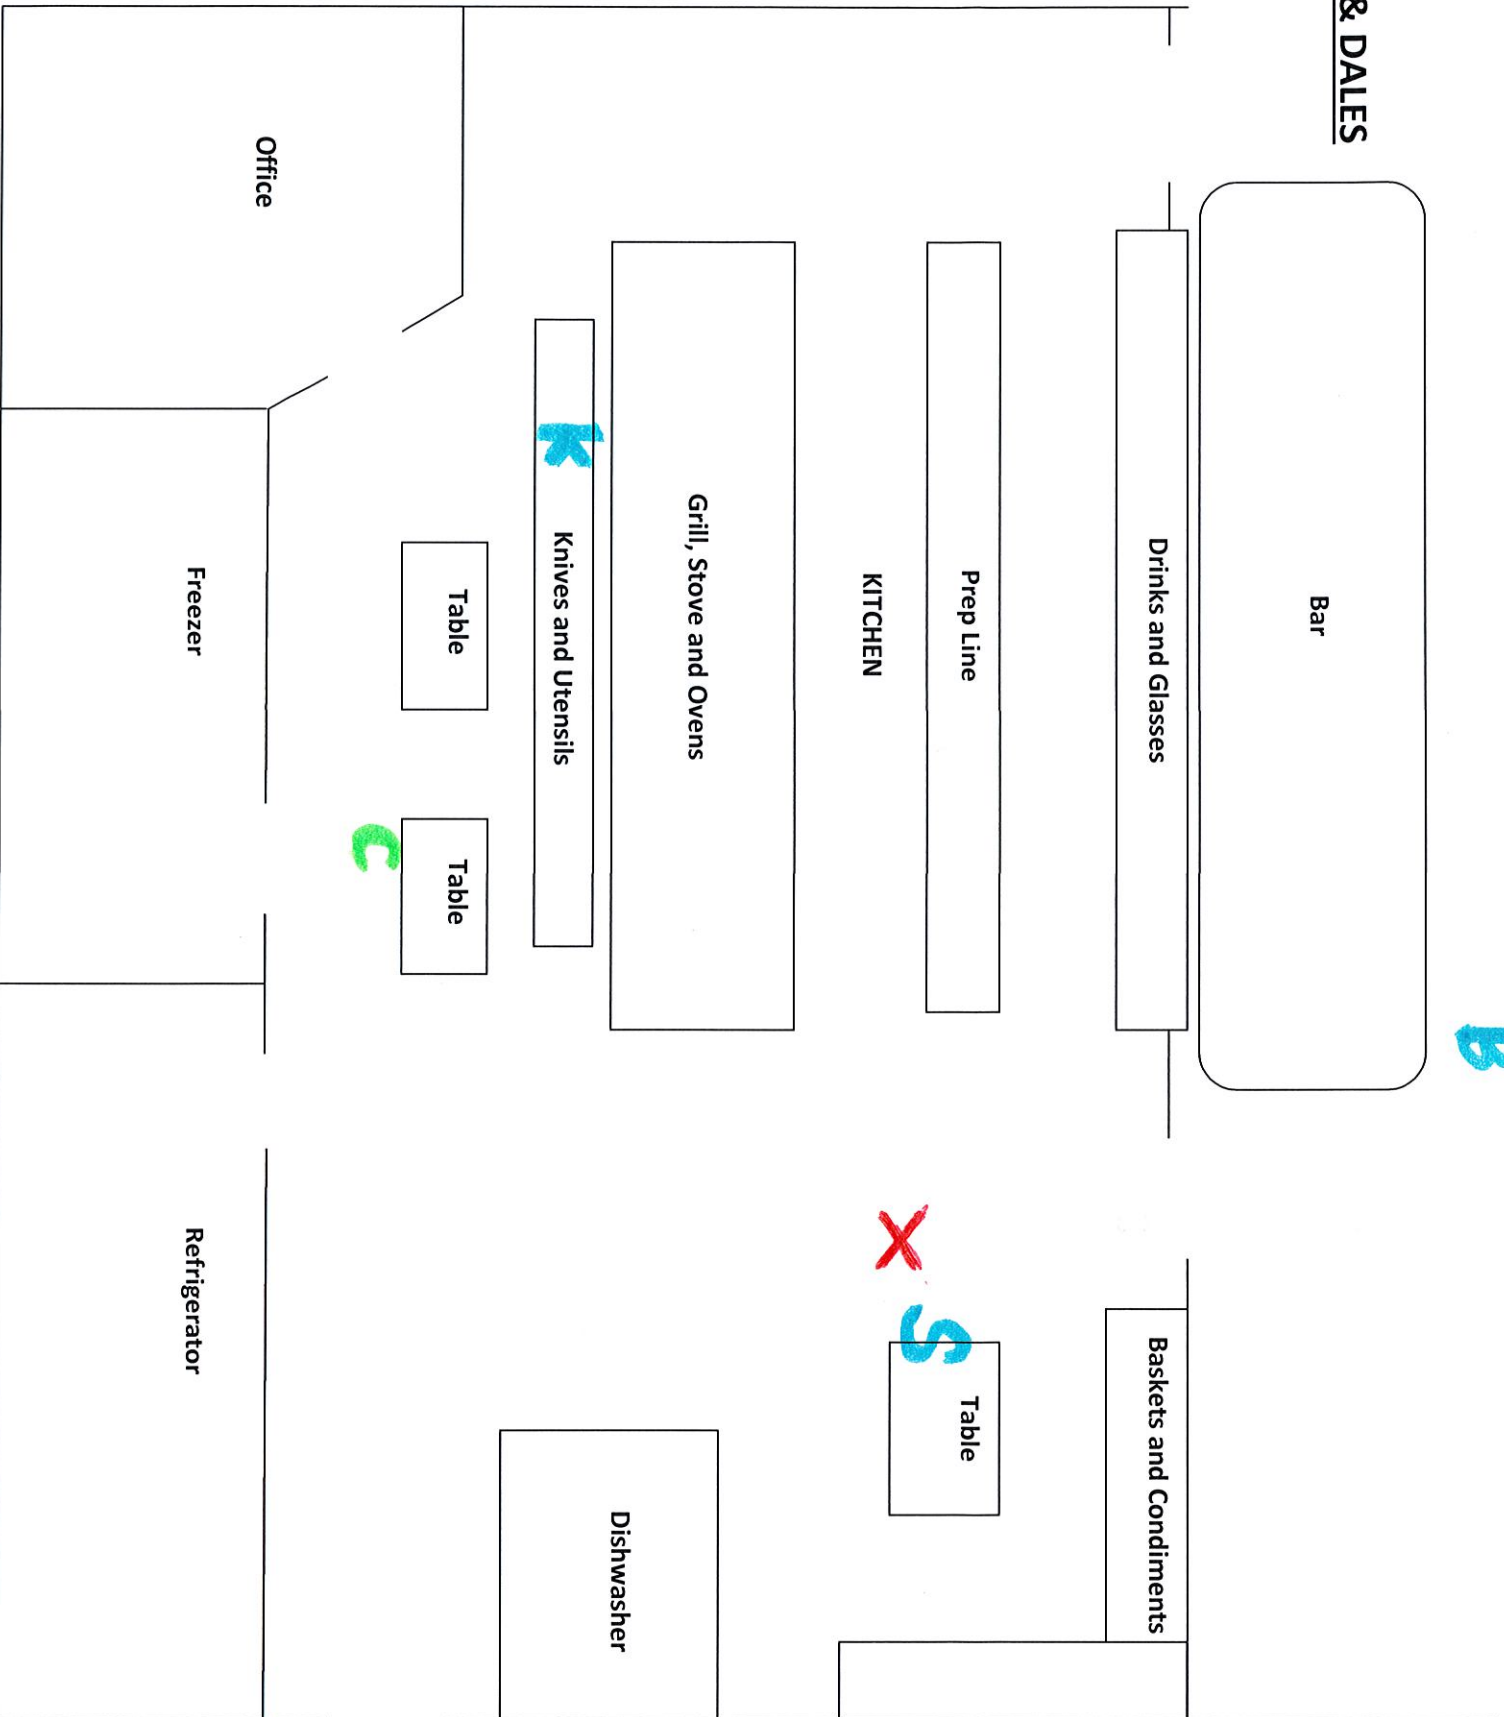 & DALES
Bar
Drinks and Glasses
Baskets and Condiments
Prep Line
S
Table
X
KITCHEN
Grill, Stove and Ovens
Dishwasher
K
Knives and Utensils
Table
Table
C
Office
Freezer
Refrigerator